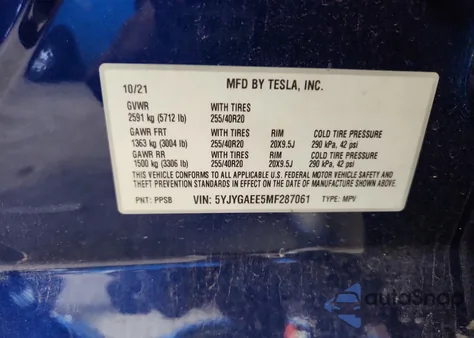 10/21 MFD BY TESLA, INC.
GVWR WITH TIRES
2591 kg (5712 lb) 255/40R20
GAWR FRT WITH TIRES RIM COLD TIRE PRESSURE
1363 kg (3004 lb) 255/40R20 20X9.5J 290 kPa, 42 psi
GAWR RR WITH TIRES RIM COLD TIRE PRESSURE
1500 kg (3306 lb) 255/40R20 20X9.5J 290 kPa, 42 psi
THIS VEHICLE CONFORMS TO ALL APPLICABLE U.S. FEDERAL MOTOR VEHICLE SAFETY AND
THEFT PREVENTION STANDARDS IN EFFECT ON THE DATE OF MANUFACTURE SHOWN ABOVE.
PNT: PPSB VIN: 5YJYGAEE5MF287061 TYPE: MPV
autoSnap